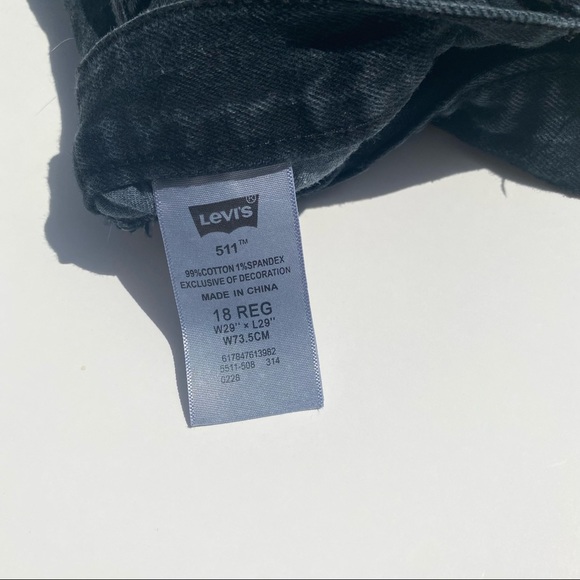 LEVI'S®
511™
99%COTTON 1%SPANDEX
EXCLUSIVE OF DECORATION
MADE IN CHINA
18 REG
W29" × L29"
W73.5CM
617847613982
5511-50B 314
0228